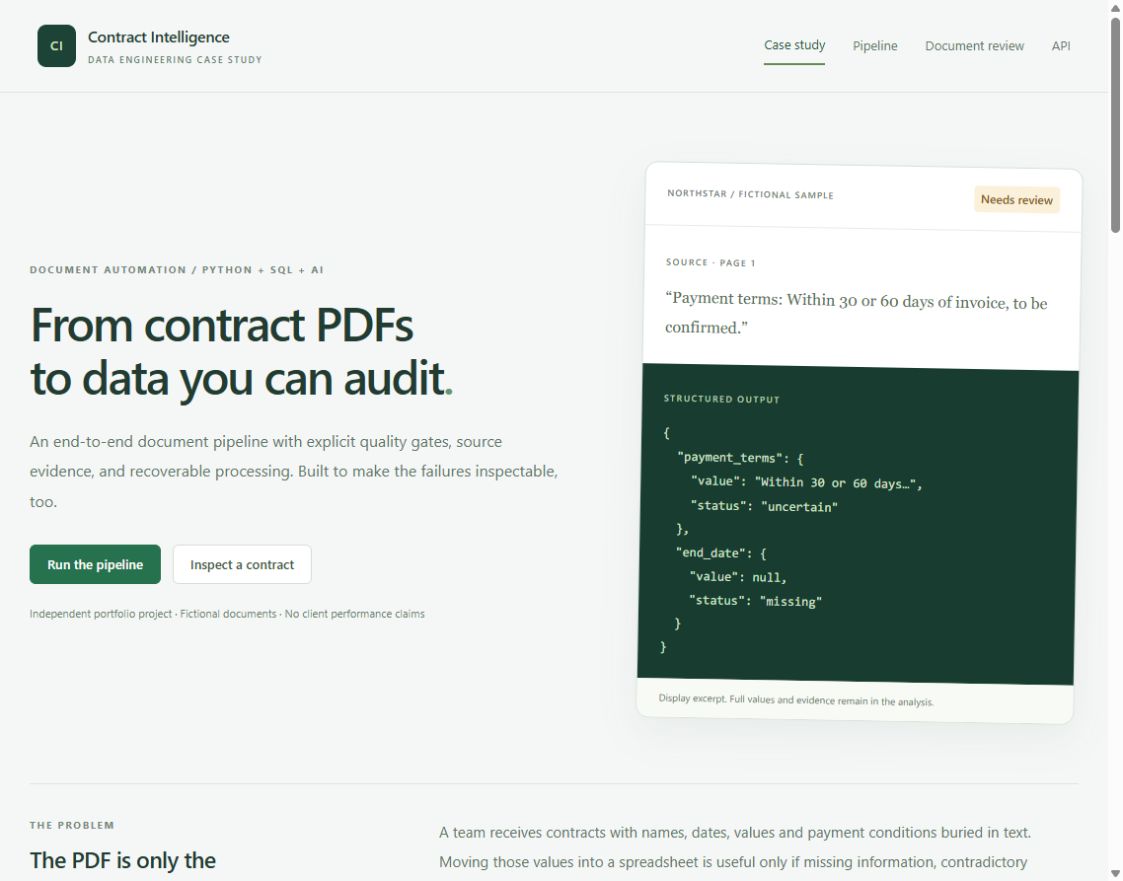 CI
Contract Intelligence
DATA ENGINEERING CASE STUDY
Case study
Pipeline
Document review
API
DOCUMENT AUTOMATION / PYTHON + SQL + AI
From contract PDFs
to data you can audit.
An end-to-end document pipeline with explicit quality gates, source
evidence, and recoverable processing. Built to make the failures inspectable,
too.
Run the pipeline
Inspect a contract
Independent portfolio project · Fictional documents · No client performance claims
NORTHSTAR / FICTIONAL SAMPLE
Needs review
SOURCE · PAGE 1
“Payment terms: Within 30 or 60 days of invoice, to be
confirmed.”
STRUCTURED OUTPUT
{
"payment_terms": {
"value": "Within 30 or 60 days…",
"status": "uncertain"
},
"end_date": {
"value": null,
"status": "missing"
}
}
Display excerpt. Full values and evidence remain in the analysis.
THE PROBLEM
The PDF is only the
A team receives contracts with names, dates, values and payment conditions buried in text.
Moving those values into a spreadsheet is useful only if missing information, contradictory